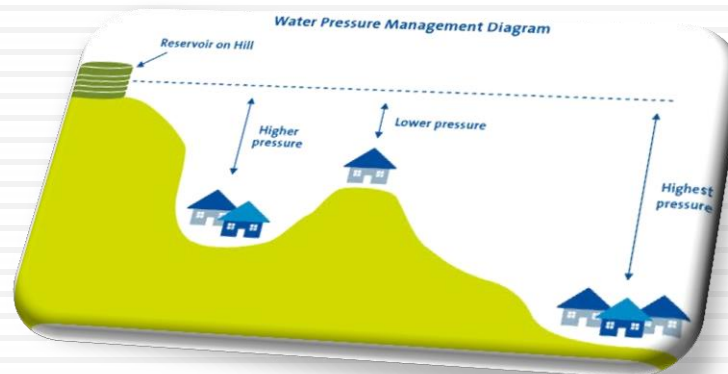 Water Pressure Management Diagram
Reservoir on Hill
Higher
pressure
Lower pressure
Highest
pressure